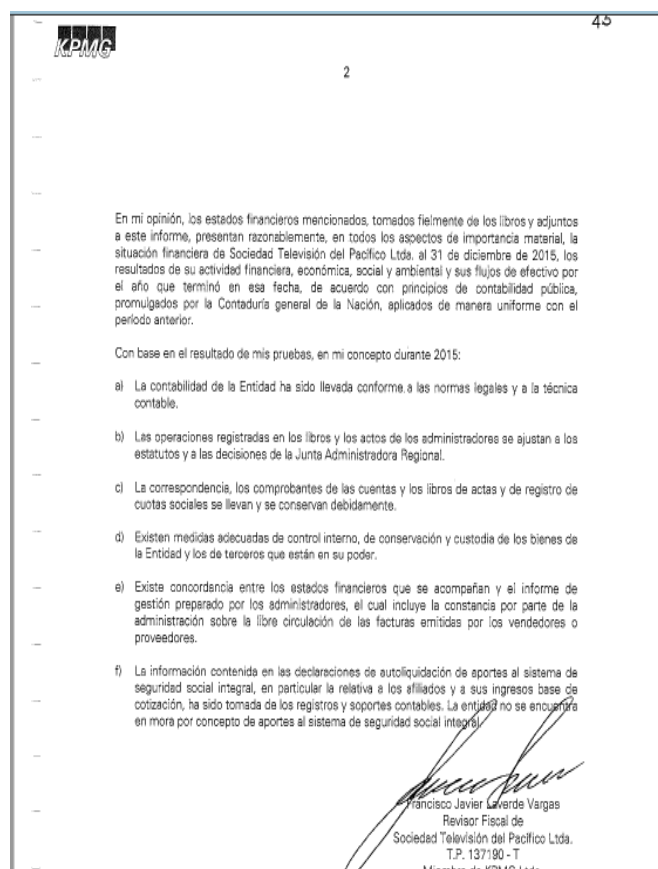 43
KPMG
2
En mi opinión, los estados financieros mencionados, tomados fielmente de los libros y adjuntos
a este informe, presentan razonablemente, en todos los aspectos de importancia material, la
situación financiera de Sociedad Televisión del Pacífico Ltda. al 31 de diciembre de 2015, los
resultados de su actividad financiera, económica, social y ambiental y sus flujos de efectivo por
el año que terminó en esa fecha, de acuerdo con principios de contabilidad pública,
promulgados por la Contaduría general de la Nación, aplicados de manera uniforme con el
período anterior.
Con base en el resultado de mis pruebas, en mi concepto durante 2015:
a) La contabilidad de la Entidad ha sido llevada conforme a las normas legales y a la técnica
contable.
b) Las operaciones registradas en los libros y los actos de los administradores se ajustan a los
estatutos y a las decisiones de la Junta Administradora Regional.
c) La correspondencia, los comprobantes de las cuentas y los libros de actas y de registro de
cuotas sociales se llevan y se conservan debidamente.
d) Existen medidas adecuadas de control interno, de conservación y custodia de los bienes de
la Entidad y los de terceros que están en su poder.
e) Existe concordancia entre los estados financieros que se acompañan y el informe de
gestión preparado por los administradores, el cual incluye la constancia por parte de la
administración sobre la libre circulación de las facturas emitidas por los vendedores o
proveedores.
f) La información contenida en las declaraciones de autoliquidación de aportes al sistema de
seguridad social integral, en particular la relativa a los afiliados y a sus ingresos base de
cotización, ha sido tomada de los registros y soportes contables. La entidad no se encuentra
en mora por concepto de aportes al sistema de seguridad social integral.
Francisco Javier Laverde Vargas
Revisor Fiscal de
Sociedad Televisión del Pacífico Ltda.
T.P. 137190 - T
Miembro de KPMG Ltda.